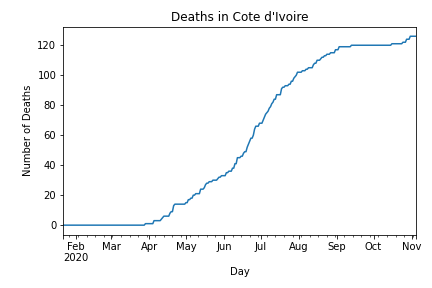 Deaths in Cote d'Ivoire
Number of Deaths
120
100
80
60
40
20
0
Feb Mar Apr May Jun Jul Aug Sep Oct Nov
2020
Day